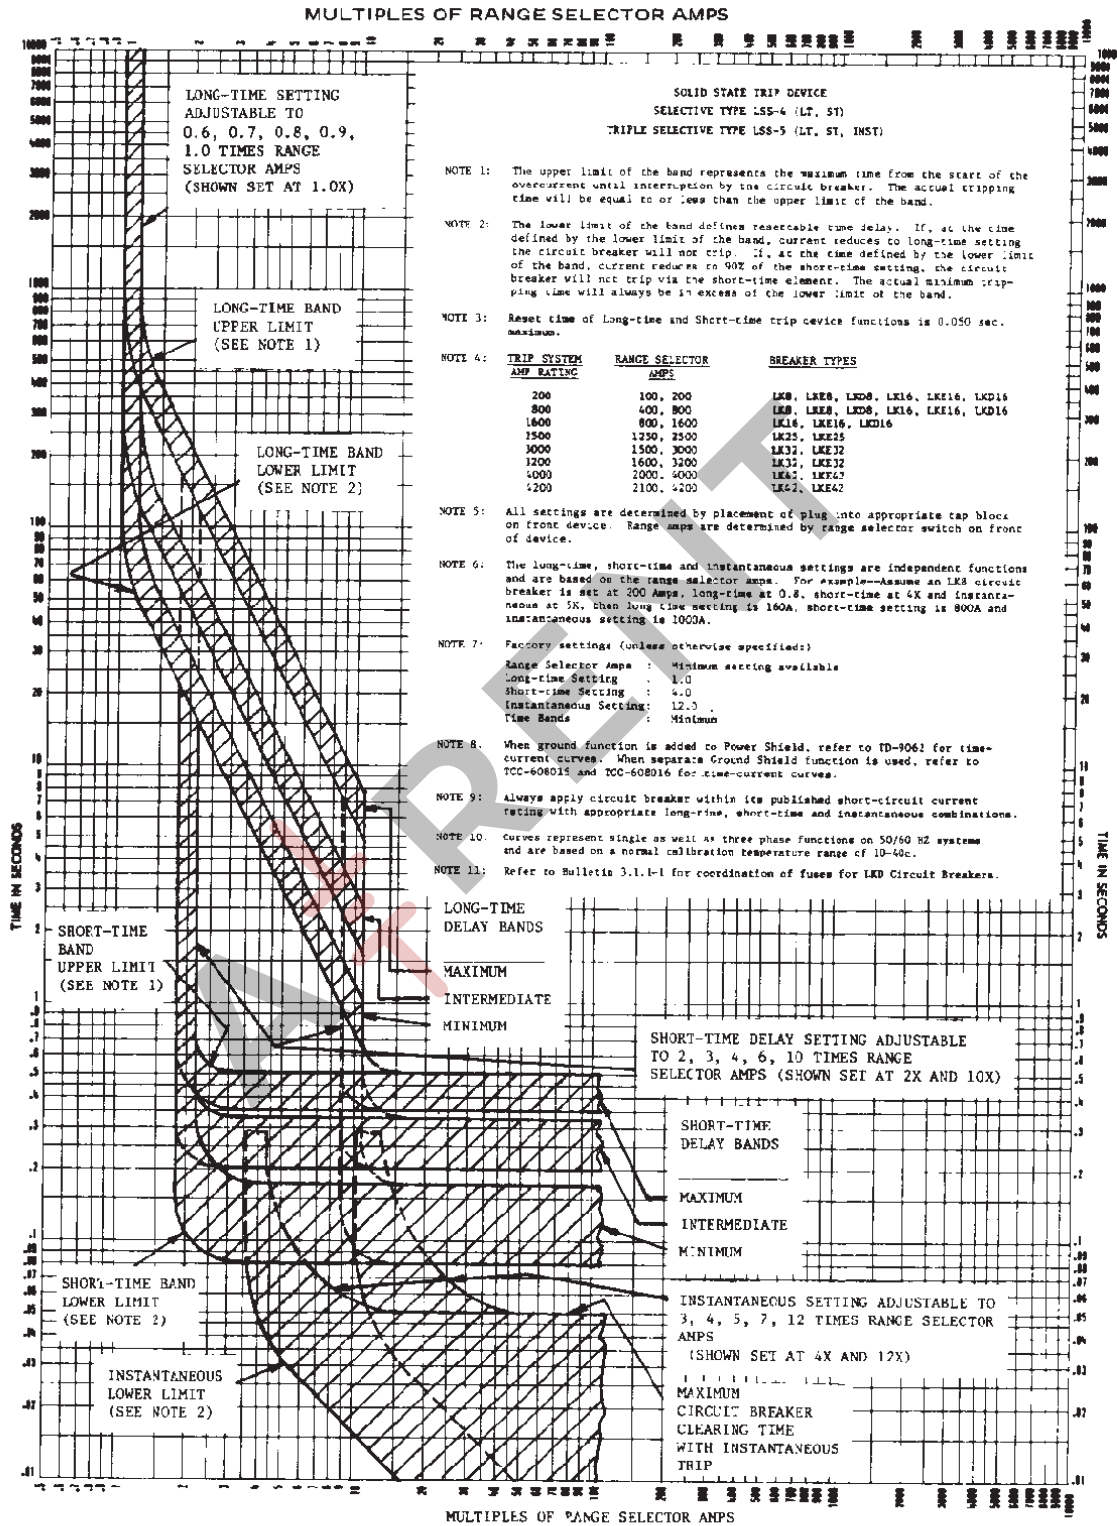 MULTIPLES OF RANGE SELECTOR AMPS
LONG-TIME SETTING
ADJUSTABLE TO
0.6, 0.7, 0.8, 0.9,
1.0 TIMES RANGE
SELECTOR AMPS
(SHOWN SET AT 1.0X)
SOLID STATE TRIP DEVICE
SELECTIVE TYPE LSS-4 (LT, ST)
TRIPLE SELECTIVE TYPE LSS-5 (LT, ST, INST)
NOTE 1: The upper limit of the band represents the maximum time from the start of the
overcurrent until interruption by the circuit breaker. The actual tripping
time will be equal to or less than the upper limit of the band.
NOTE 2: The lower limit of the band defines resettable time delay. If, at the time
defined by the lower limit of the band, current reduces to long-time setting
the circuit breaker will not trip. If, at the time defined by the lower limit
of the band, current reduces to 90% of the short-time setting, the circuit
breaker will not trip via the short-time element. The actual minimum trip-
ping time will always be in excess of the lower limit of the band.
NOTE 3: Reset time of Long-time and Short-time trip device functions is 0.050 sec.
maximum.
LONG-TIME BAND
UPPER LIMIT
(SEE NOTE 1)
NOTE 4: TRIP SYSTEM RANGE SELECTOR BREAKER TYPES
AMP RATING AMPS
200 100, 200 LK8, LKE8, LKD8, LK16, LKE16, LKD16
800 400, 800 LK8, LKE8, LKD8, LK16, LKE16, LKD16
1600 800, 1600 LK16, LKE16, LKD16
2500 1250, 2500 LK25, LKE25
3000 1500, 3000 LK32, LKE32
3200 1600, 3200 LK32, LKE32
4000 2000, 4000 LK42, LKE42
4200 2100, 4200 LK42, LKE42
LONG-TIME BAND
LOWER LIMIT
(SEE NOTE 2)
NOTE 5: All settings are determined by placement of plug into appropriate tap block
on front device. Range amps are determined by range selector switch on front
of device.
NOTE 6: The long-time, short-time and instantaneous settings are independent functions
and are based on the range selector amps. For example--Assume an LK8 circuit
breaker is set at 200 Amps, long-time at 0.8, short-time at 4X and instanta-
neous at 5X, then long time setting is 160A, short-time setting is 800A and
instantaneous setting is 1000A.
NOTE 7: Factory settings (unless otherwise specified:)
Range Selector Amps : Minimum setting available
Long-time Setting . 1.0
Short-time Setting : 4.0
Instantaneous Setting: 12.0
Time Bands : Minimum
NOTE 8. When ground function is added to Power Shield, refer to TD-9062 for time-
current curves. When separate Ground Shield function is used, refer to
TCC-608015 and TCC-608016 for time-current curves.
NOTE 9: Always apply circuit breaker within its published short-circuit current
rating with appropriate long-time, short-time and instantaneous combinations.
NOTE 10. Curves represent single as well as three phase functions on 50/60 HZ systems
and are based on a normal calibration temperature range of 10-40c.
NOTE 11: Refer to Bulletin 3.1.1-1 for coordination of fuses for LKD Circuit Breakers.
TIME IN SECONDS
TIME IN SECONDS
LONG-TIME
DELAY BANDS
MAXIMUM
INTERMEDIATE
MINIMUM
SHORT-TIME
BAND
UPPER LIMIT
(SEE NOTE 1)
SHORT-TIME DELAY SETTING ADJUSTABLE
TO 2, 3, 4, 6, 10 TIMES RANGE
SELECTOR AMPS (SHOWN SET AT 2X AND 10X)
SHORT-TIME
DELAY BANDS
MAXIMUM
INTERMEDIATE
MINIMUM
SHORT-TIME BAND
LOWER LIMIT
(SEE NOTE 2)
INSTANTANEOUS SETTING ADJUSTABLE TO
3, 4, 5, 7, 12 TIMES RANGE SELECTOR
AMPS
(SHOWN SET AT 4X AND 12X)
INSTANTANEOUS
LOWER LIMIT
(SEE NOTE 2)
MAXIMUM
CIRCUIT BREAKER
CLEARING TIME
WITH INSTANTANEOUS
TRIP
MULTIPLES OF RANGE SELECTOR AMPS